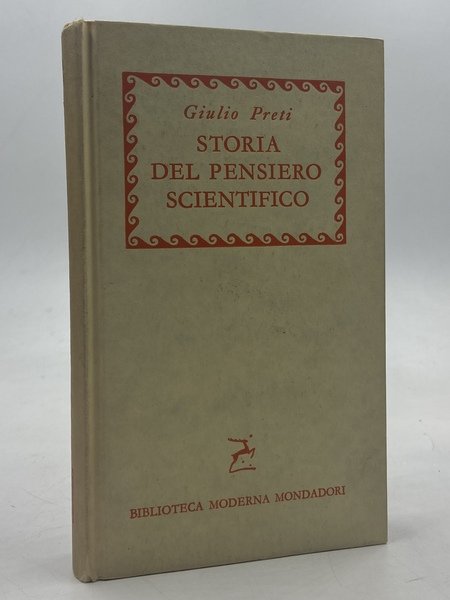 Giulio Preti
STORIA
DEL PENSIERO
SCIENTIFICO
BIBLIOTECA MODERNA MONDADORI